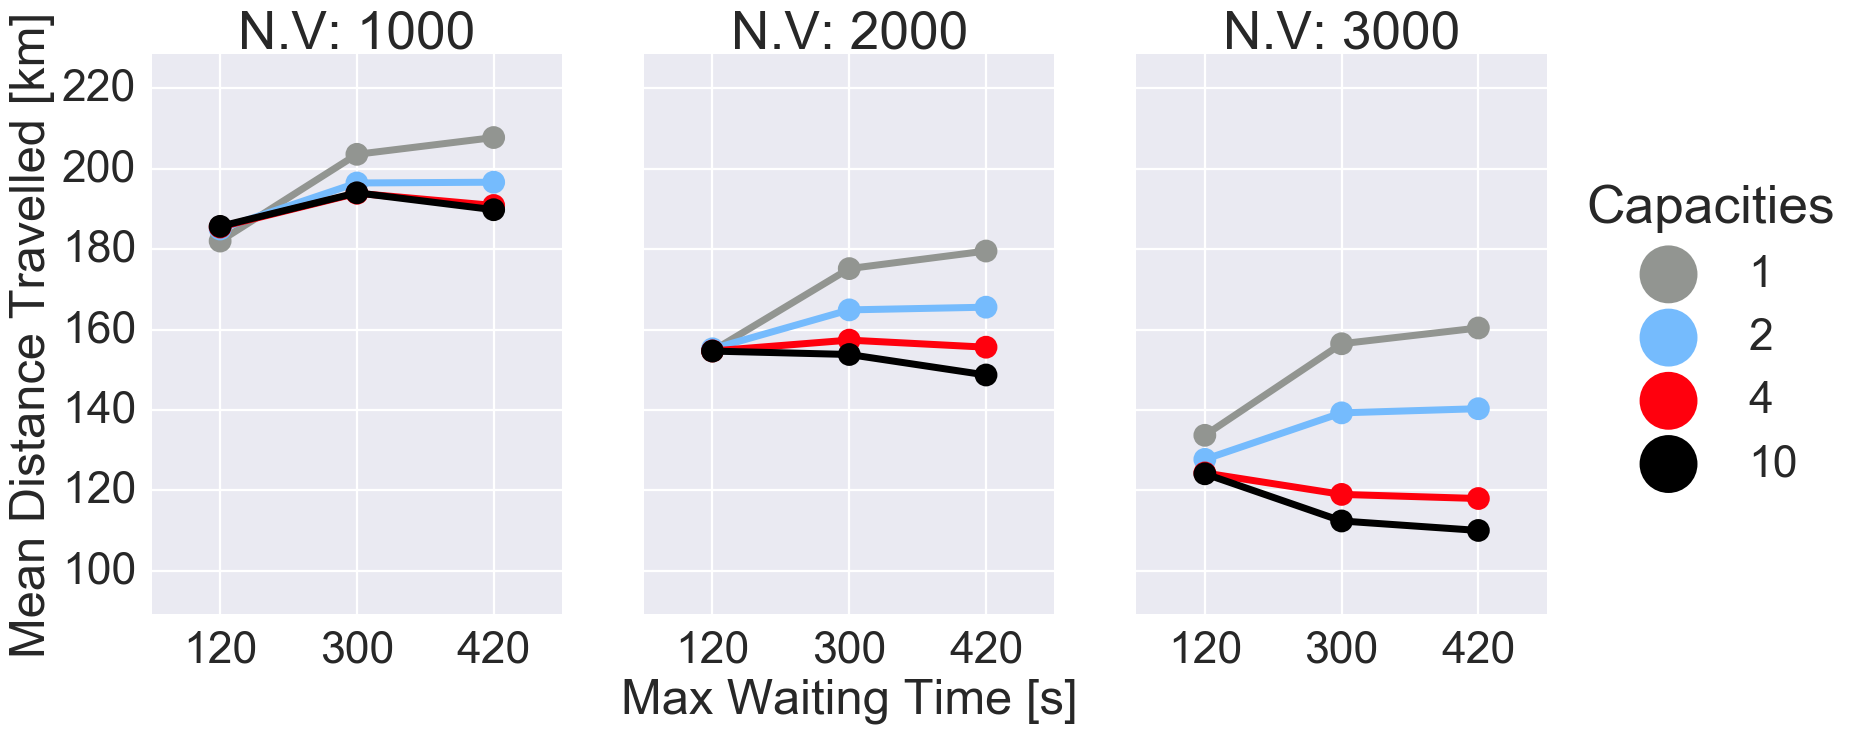 N.V: 1000
N.V: 2000
N.V: 3000
Mean Distance Travelled [km]
220
200
180
160
140
120
100
120 300 420
120 300 420
120 300 420
Max Waiting Time [s]
Capacities
1
2
4
10